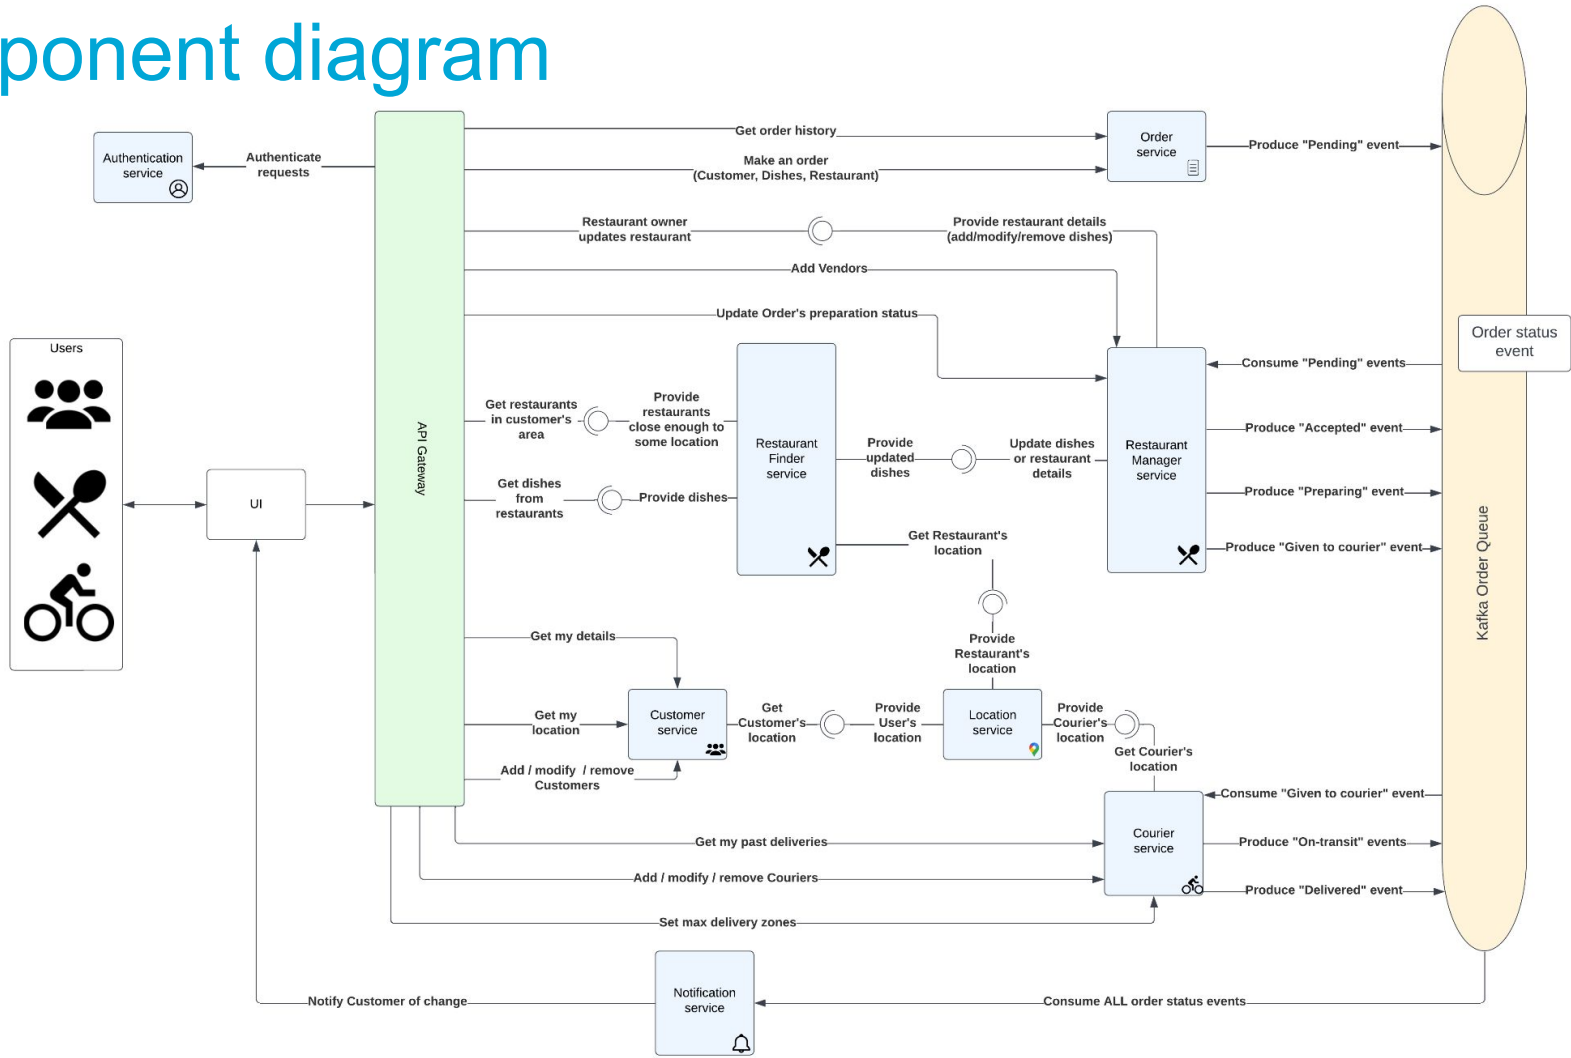 ponent diagram
Authentication
service
Authenticate
requests
Get order history
Make an order
(Customer, Dishes, Restaurant)
Order
service
Produce "Pending" event
Restaurant owner
updates restaurant
Provide restaurant details
(add/modify/remove dishes)
Add Vendors
Update Order's preparation status
Order status
event
Users
Consume "Pending" events
Get restaurants
in customer's
area
Provide
restaurants
close enough to
some location
API Gateway
Restaurant
Finder
service
Provide
updated
dishes
Update dishes
or restaurant
details
Restaurant
Manager
service
Produce "Accepted" event
Get dishes
from
restaurants
Provide dishes
Produce "Preparing" event
UI
Get Restaurant's
location
Produce "Given to courier" event
Kafka Order Queue
Get my details
Provide
Restaurant's
location
Get my
location
Customer
service
Get
Customer's
location
Provide
User's
location
Location
service
Provide
Courier's
location
Get Courier's
location
Add / modify / remove
Customers
Consume "Given to courier" event
Get my past deliveries
Courier
service
Produce "On-transit" events
Add / modify / remove Couriers
Produce "Delivered" event
Set max delivery zones
Notify Customer of change
Notification
service
Consume ALL order status events